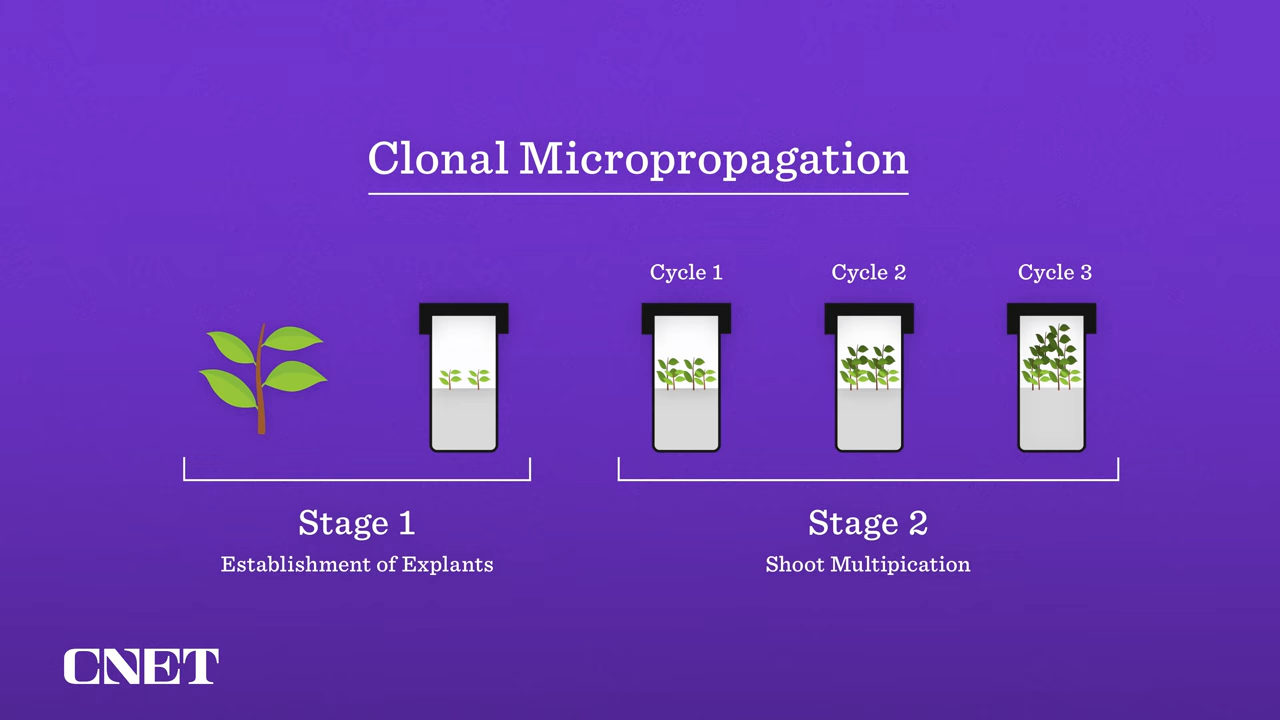 Clonal Micropropagation
Cycle 1
Cycle 2
Cycle 3
Stage 1
Establishment of Explants
Stage 2
Shoot Multipication
CNET